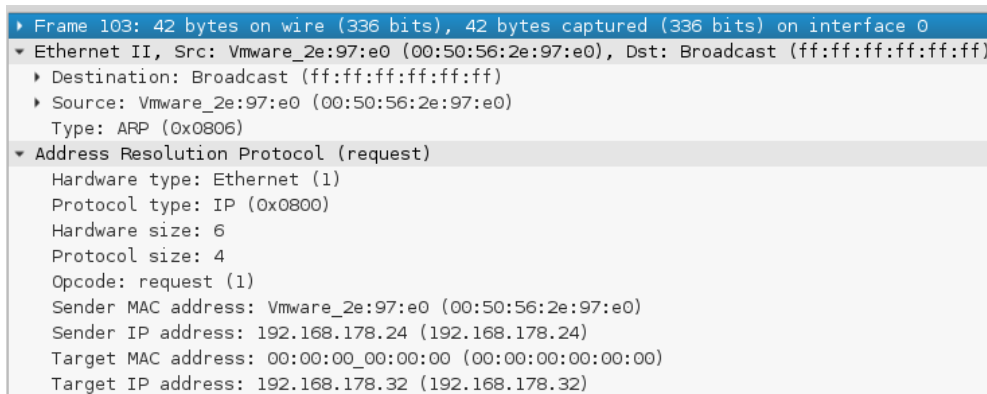 Frame 103: 42 bytes on wire (336 bits), 42 bytes captured (336 bits) on interface 0
Ethernet II, Src: Vmware_2e:97:e0 (00:50:56:2e:97:e0), Dst: Broadcast (ff:ff:ff:ff:ff:ff)
Destination: Broadcast (ff:ff:ff:ff:ff:ff)
Source: Vmware_2e:97:e0 (00:50:56:2e:97:e0)
Type: ARP (0x0806)
Address Resolution Protocol (request)
Hardware type: Ethernet (1)
Protocol type: IP (0x0800)
Hardware size: 6
Protocol size: 4
Opcode: request (1)
Sender MAC address: Vmware_2e:97:e0 (00:50:56:2e:97:e0)
Sender IP address: 192.168.178.24 (192.168.178.24)
Target MAC address: 00:00:00_00:00:00 (00:00:00:00:00:00)
Target IP address: 192.168.178.32 (192.168.178.32)